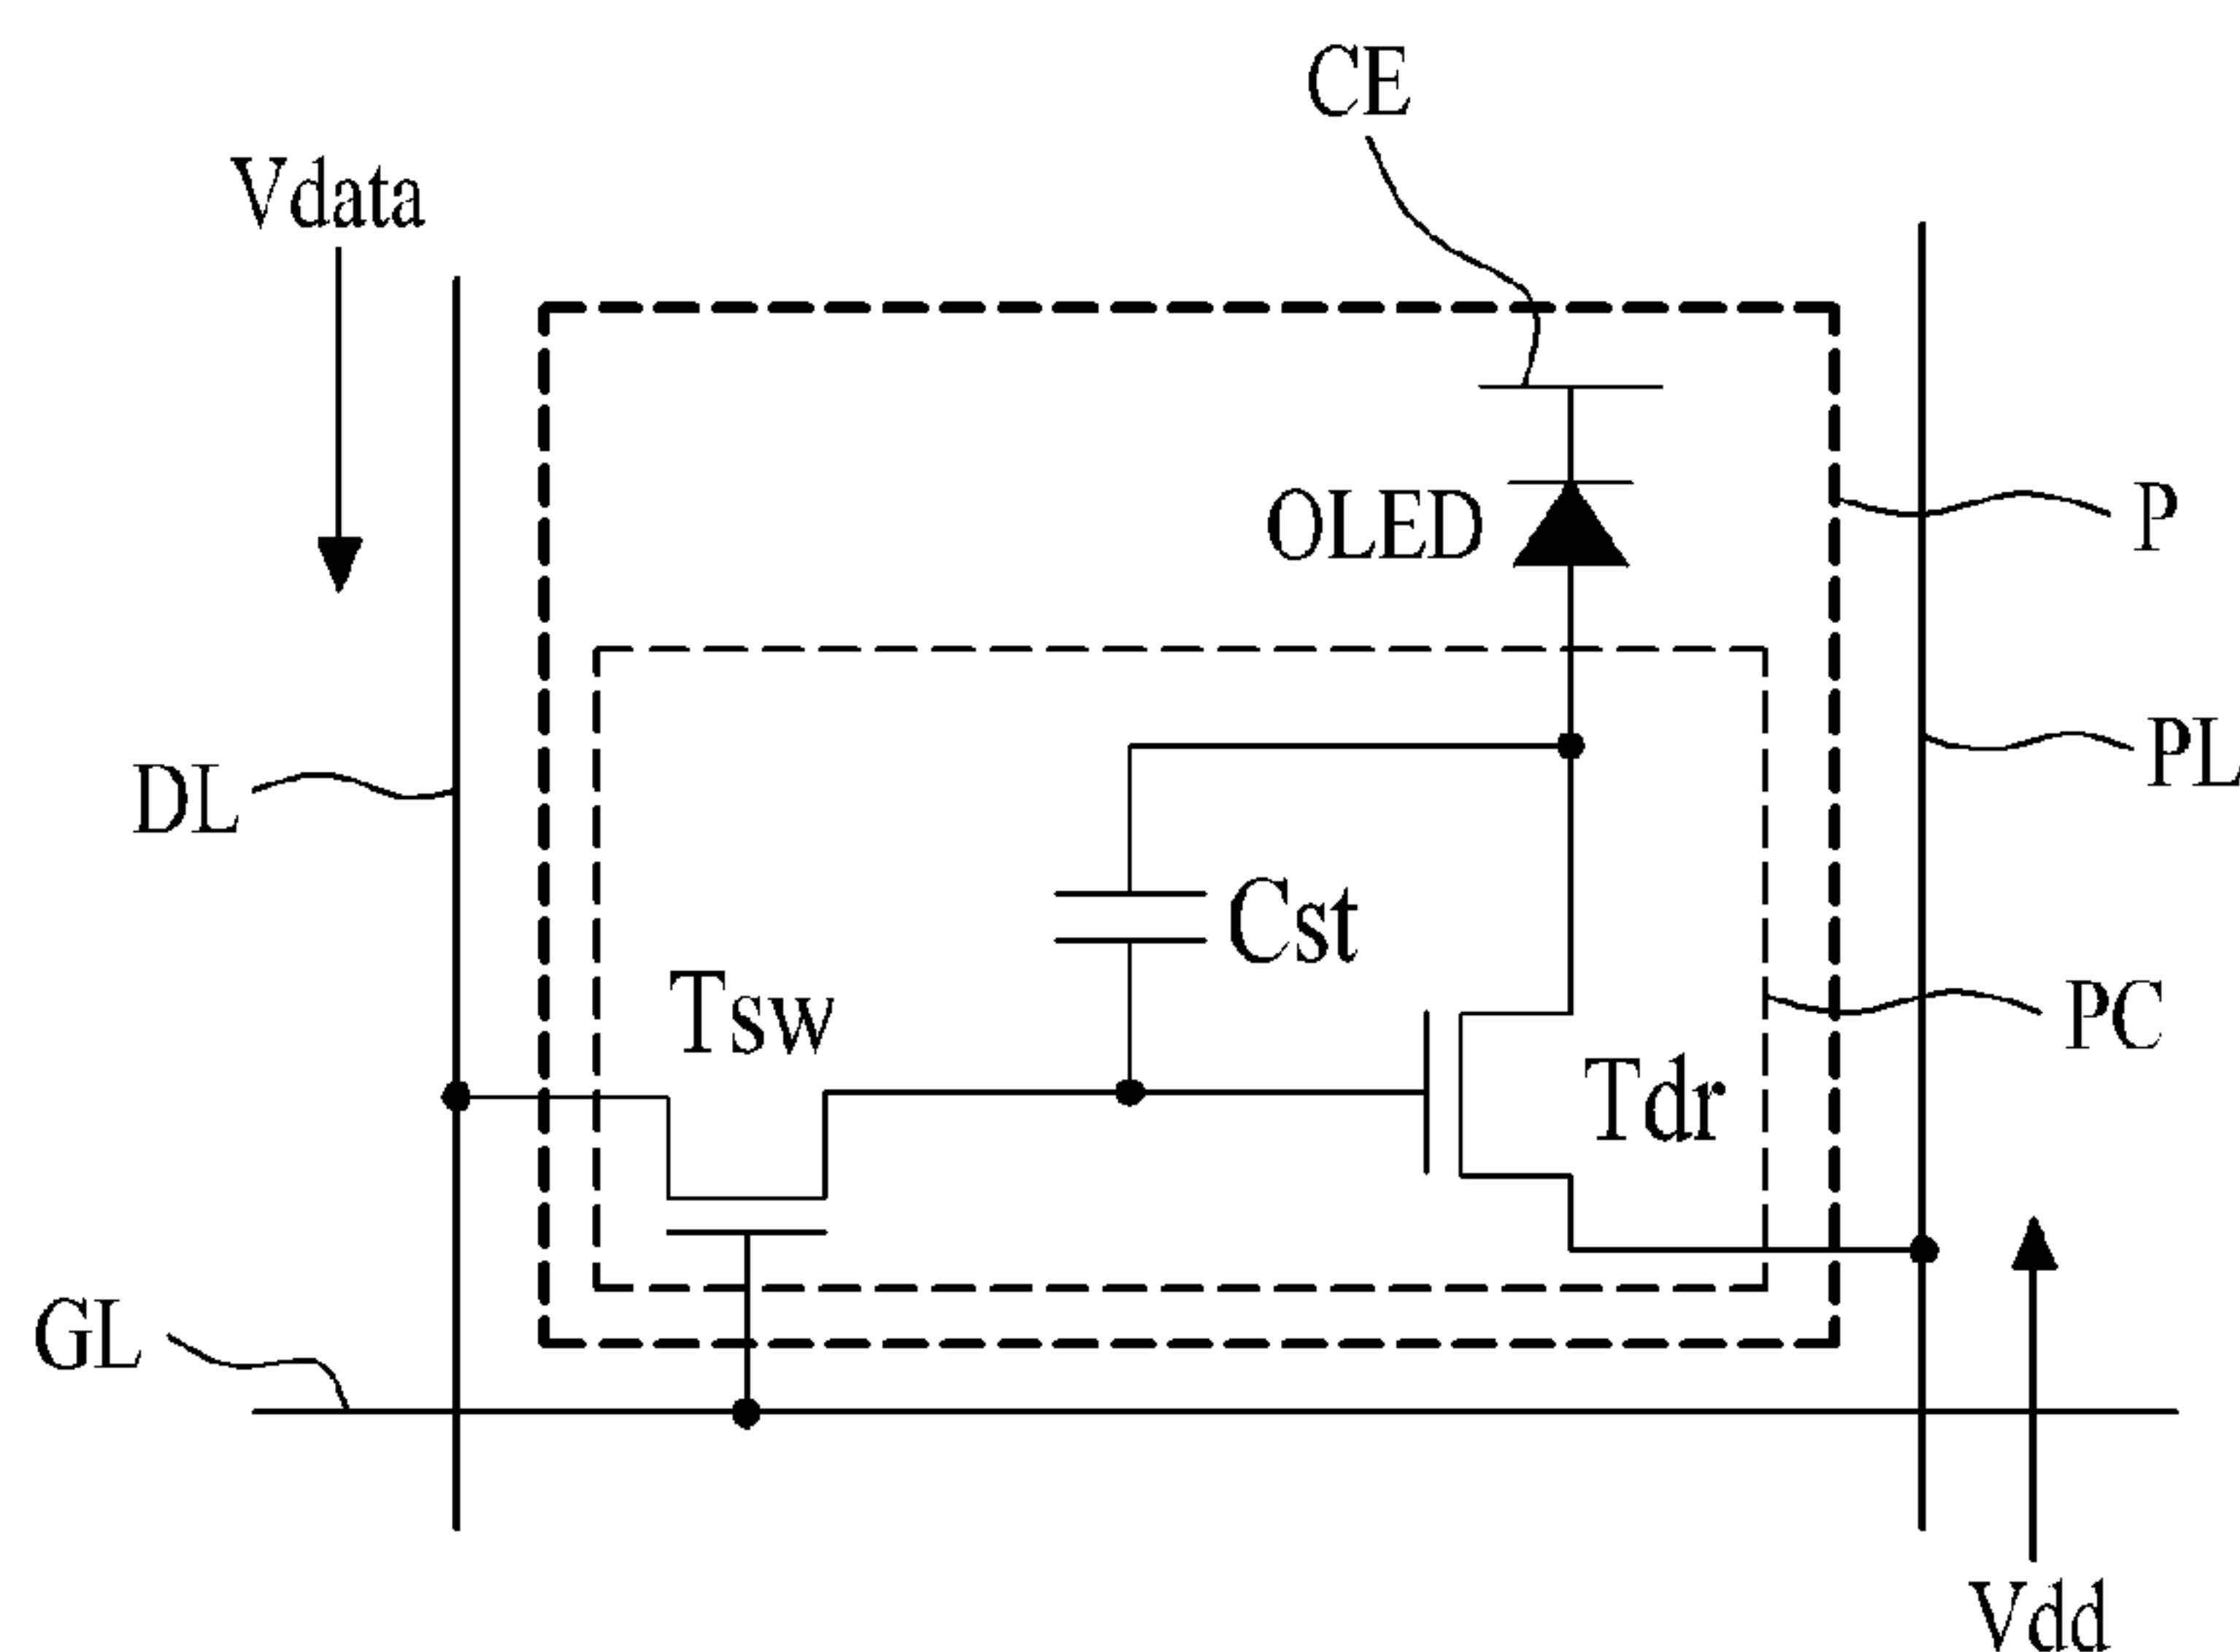 CE
Vdata
OLED
P
PL
DL
Cst
Tsw
PC
Tdr
GL
Vdd